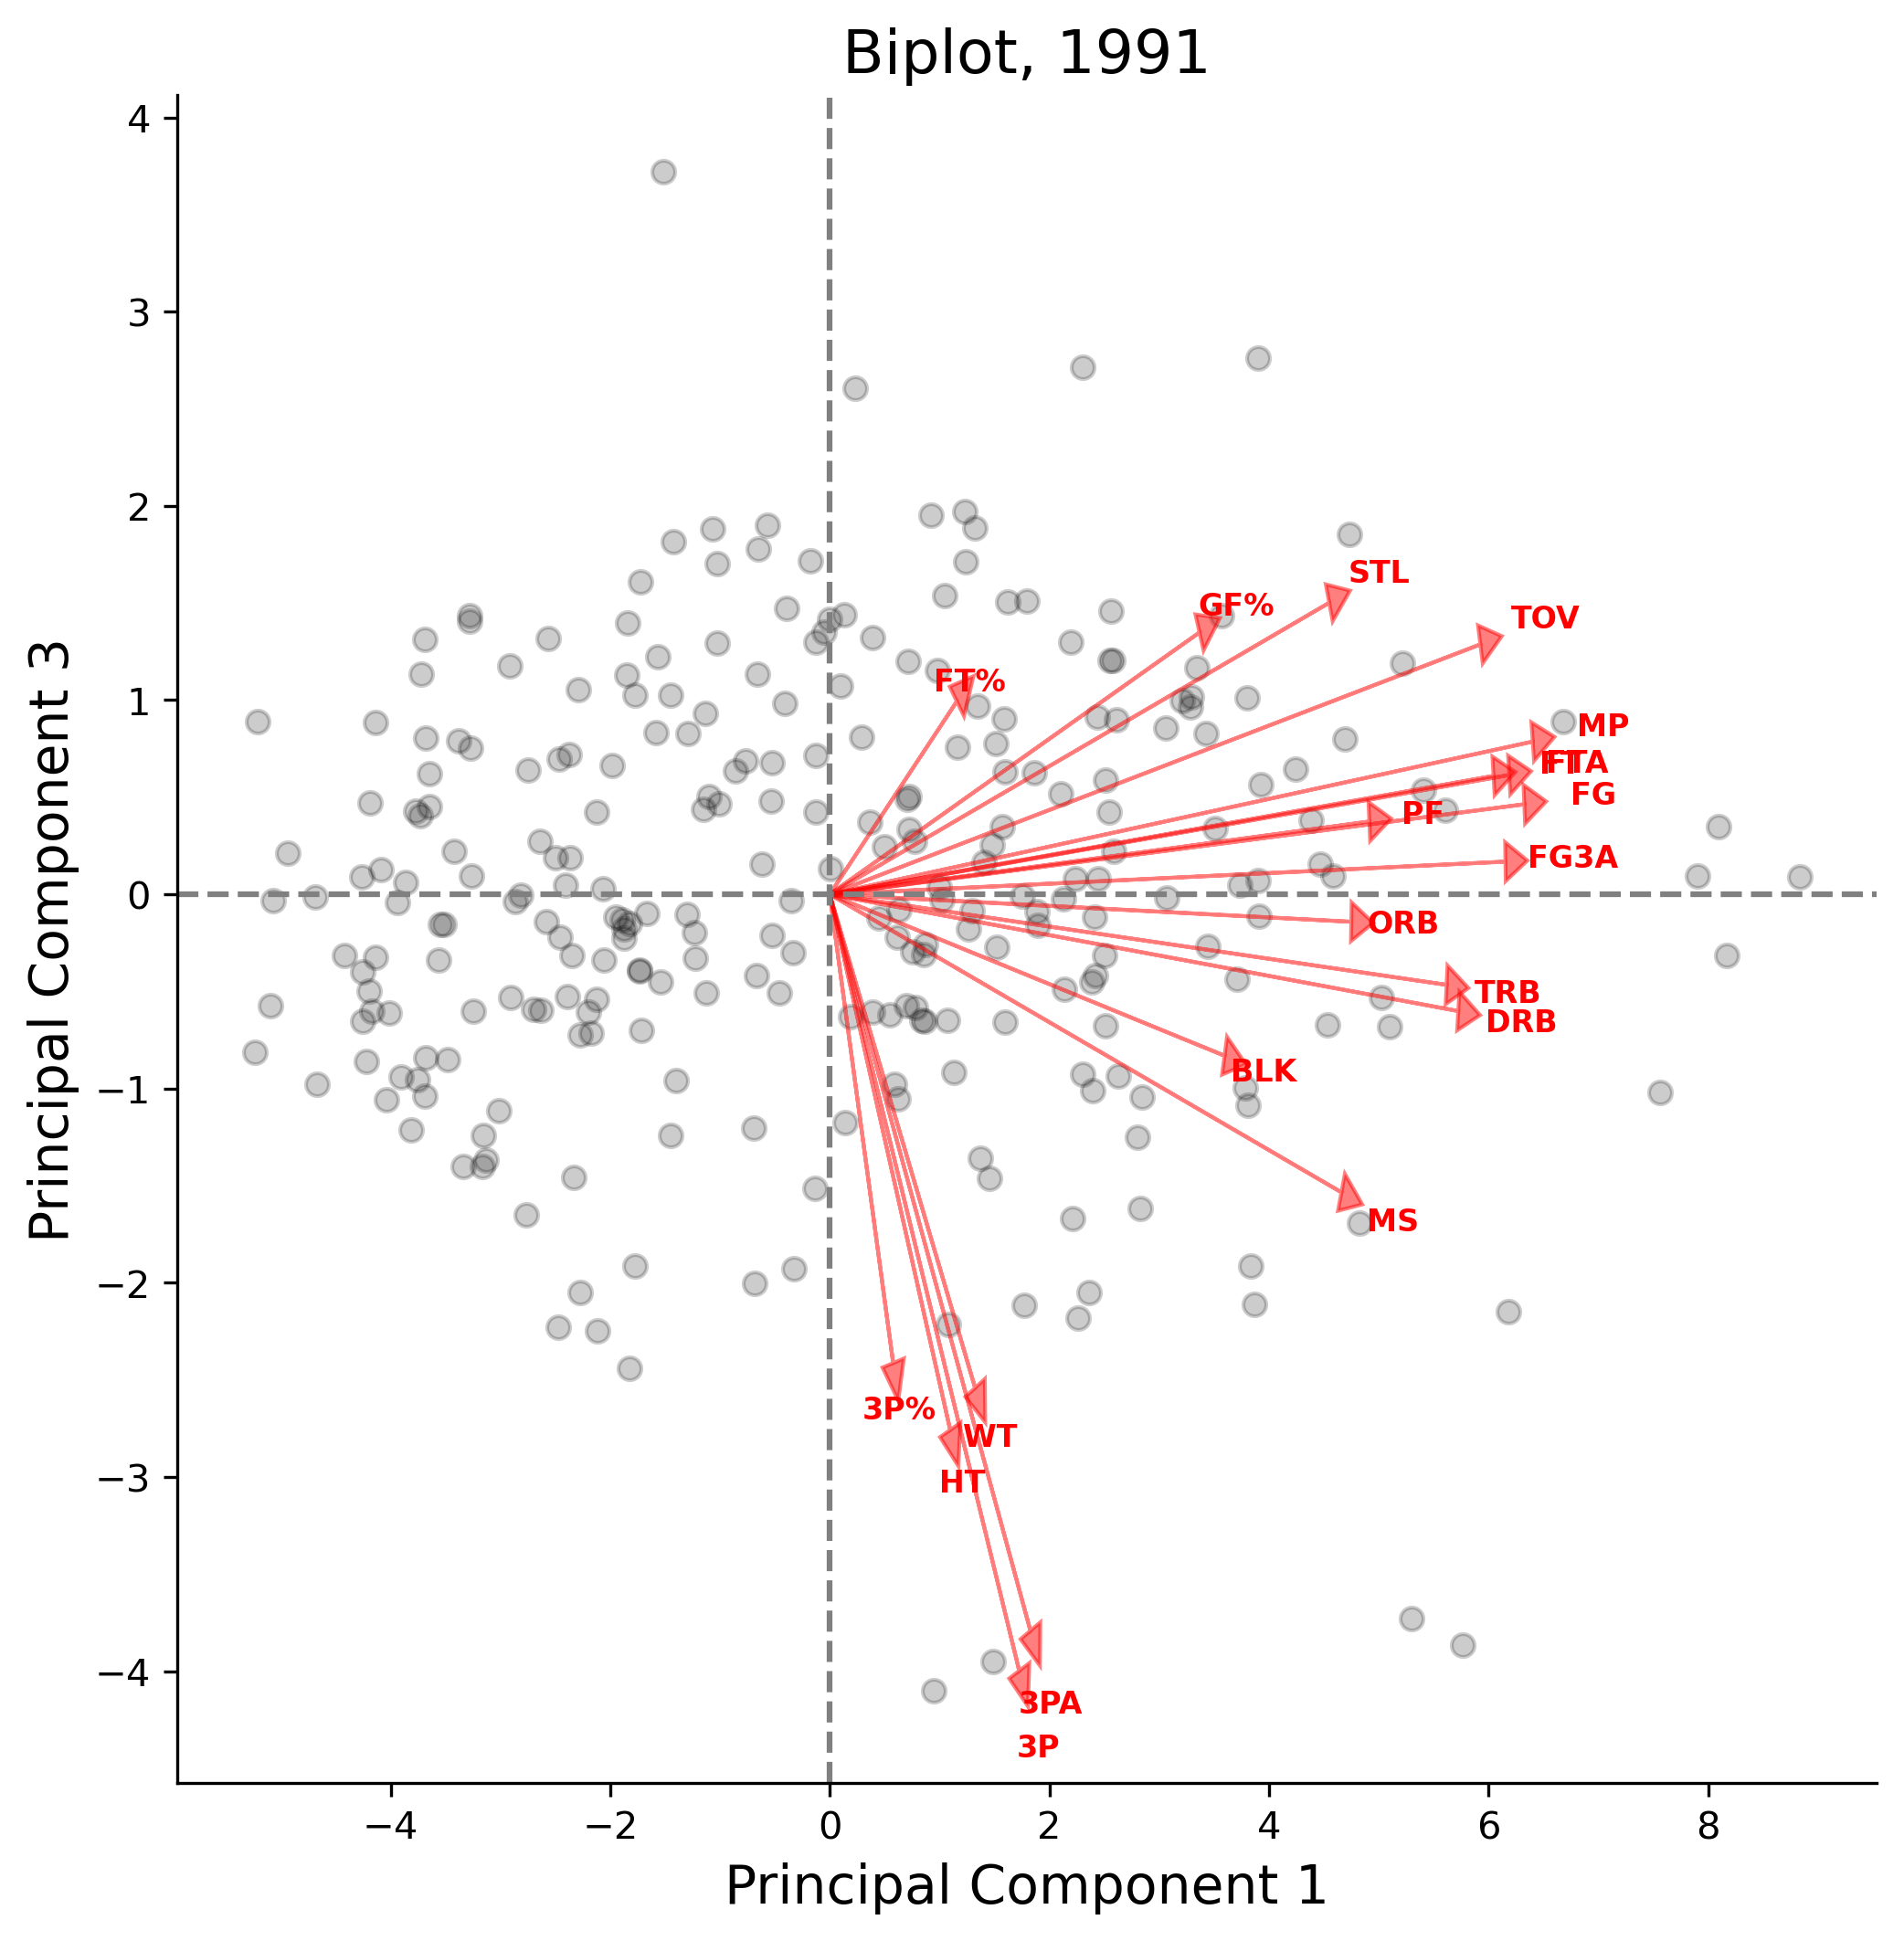 Biplot, 1991
4
3
2
1
0
−1
−2
−3
−4
Principal Component 3
STL
GF%
TOV
FT%
MP
FT
FTA
FG
PF
FG3A
ORB
TRB
DRB
BLK
MS
3P%
WT
HT
3PA
3P
−4 −2 0 2 4 6 8
Principal Component 1